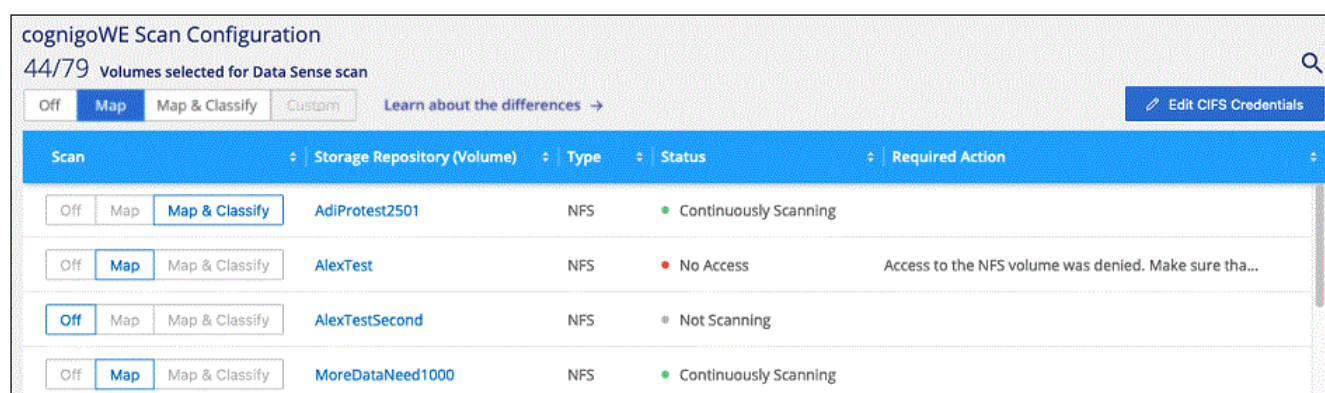 cognigoWE Scan Configuration
44/79 Volumes selected for Data Sense scan
Off Map Map & Classify Custom Learn about the differences → Edit CIFS Credentials
Scan Storage Repository (Volume) Type Status Required Action
Off Map Map & Classify AdiProtest2501 NFS Continuously Scanning
Off Map Map & Classify AlexTest NFS No Access Access to the NFS volume was denied. Make sure tha...
Off Map Map & Classify AlexTestSecond NFS Not Scanning
Off Map Map & Classify MoreDataNeed1000 NFS Continuously Scanning